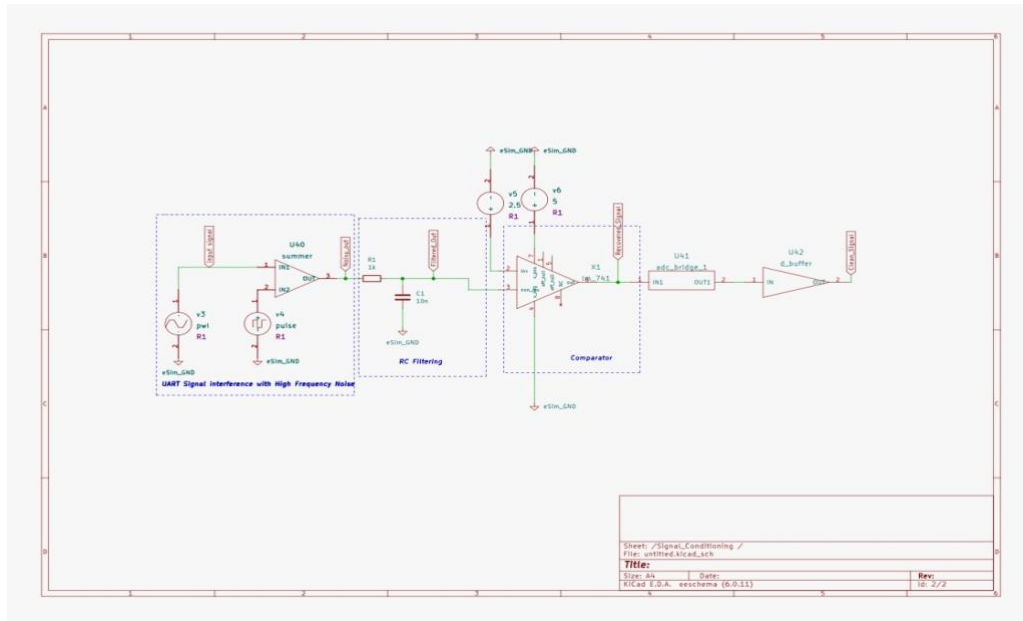 1 2 3 4 5 6
A
B
C
D
eSim_GND eSim_GND
v5
2.5
R1
v6
5
R1
Input_signal
U40
summer
IN1
IN2
OUT
Noisy_out
R1
1k
C1
10n
Filtered_Out
eSim_GND
RC Filtering
v3
pwl
R1
v4
pulse
R1
eSim_GND
eSim_GND
UART Signal interference with High Frequency Noise
X1
Comparator
eSim_GND
Recovered_Signal
U41
adc_bridge_1
IN1 OUT1
U42
d_buffer
IN OUT
Clean_Signal
Sheet: /Signal_Conditioning /
File: untitled.kicad_sch
Title:
Size: A4 Date: Rev:
KiCad E.D.A. eeschema (6.0.11) Id: 2/2